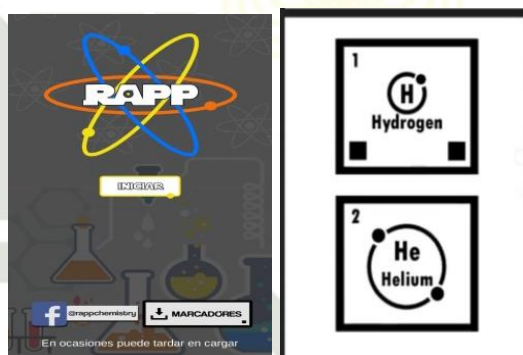 RAPP
INICIAR
@rappchemistry
MARCADORES
En ocasiones puede tardar en cargar
1
H
Hydrogen
2
He
Helium